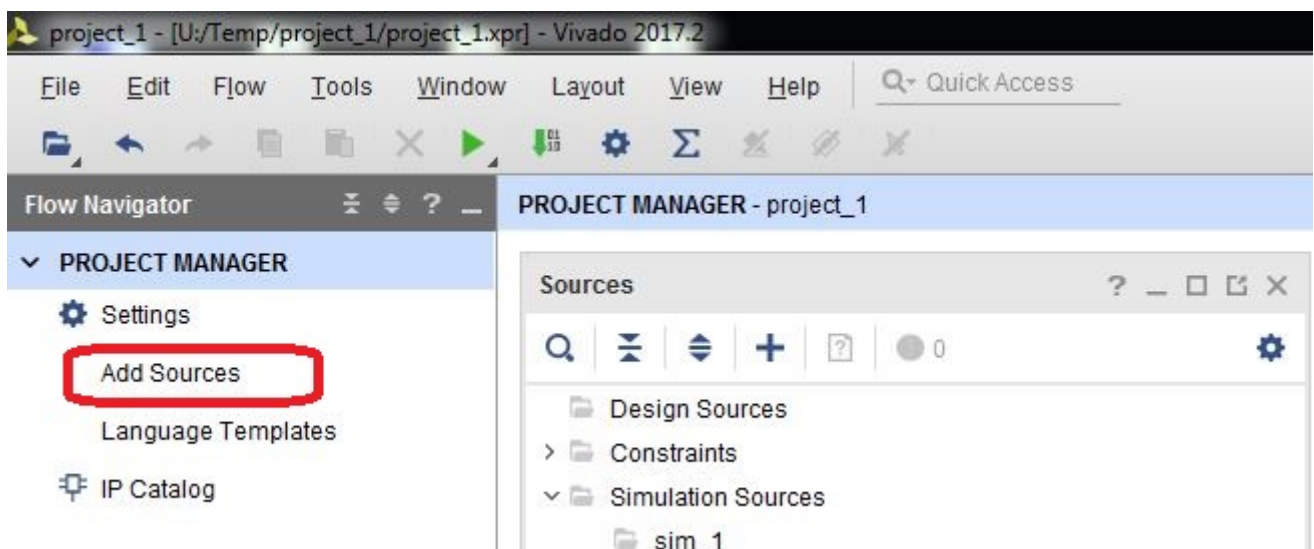 project_1 - [U:/Temp/project_1/project_1.xpr] - Vivado 2017.2
File Edit Flow Tools Window Layout View Help Quick Access
Flow Navigator ?
PROJECT MANAGER - project_1
PROJECT MANAGER
Settings
Add Sources
Language Templates
IP Catalog
Sources ?
? 0
Design Sources
Constraints
Simulation Sources
sim_1